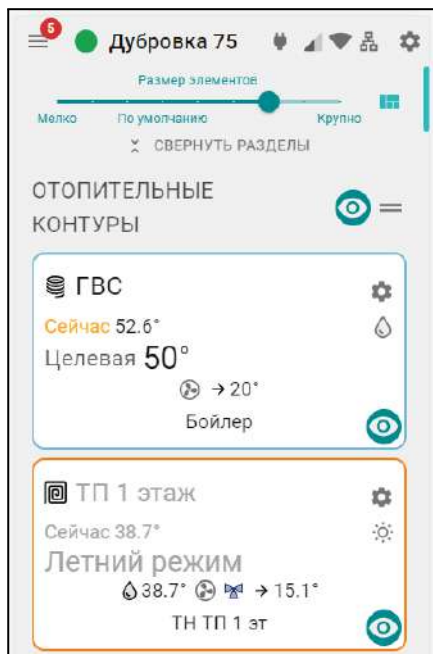 5
Дубровка 75
Размер элементов
Мелко По умолчанию Крупно
СВЕРНУТЬ РАЗДЕЛЫ
ОТОПИТЕЛЬНЫЕ
КОНТУРЫ
ГВС
Сейчас 52.6°
Целевая 50°
→ 20°
Бойлер
ТП 1 этаж
Сейчас 38.7°
Летний режим
38.7° → 15.1°
ТН ТП 1 эт